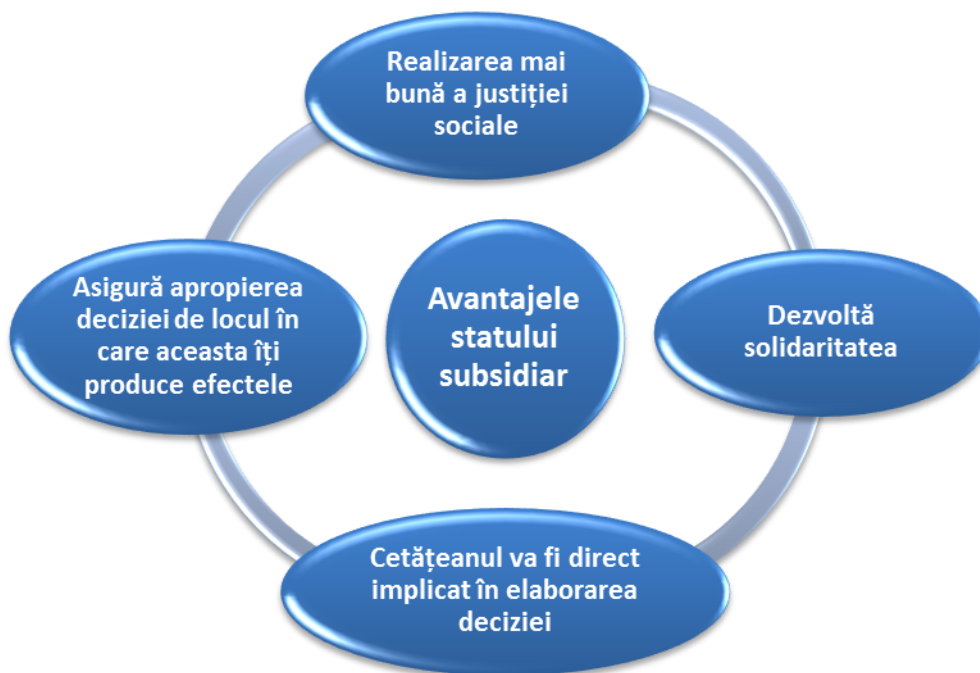 Realizarea mai
bună a justiției
sociale
Asigură apropierea
deciziei de locul în
care aceasta îți
produce efectele
Avantajele
statului
subsidiar
Dezvoltă
solidaritatea
Cetățeanul va fi direct
implicat în elaborarea
deciziei